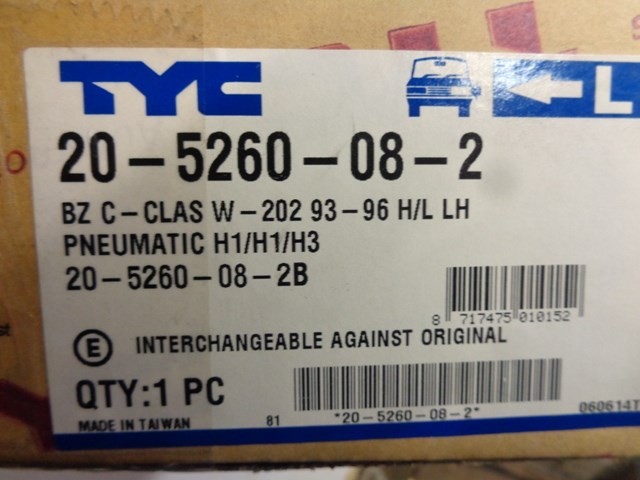 TYC
L
20-5260-08-2
BZ C-CLAS W-202 93-96 H/L LH
PNEUMATIC H1/H1/H3
20-5260-08-2B
8 717475 010152
E INTERCHANGEABLE AGAINST ORIGINAL
QTY:1 PC
MADE IN TAIWAN
81
"20-5260-08-2"
060614T